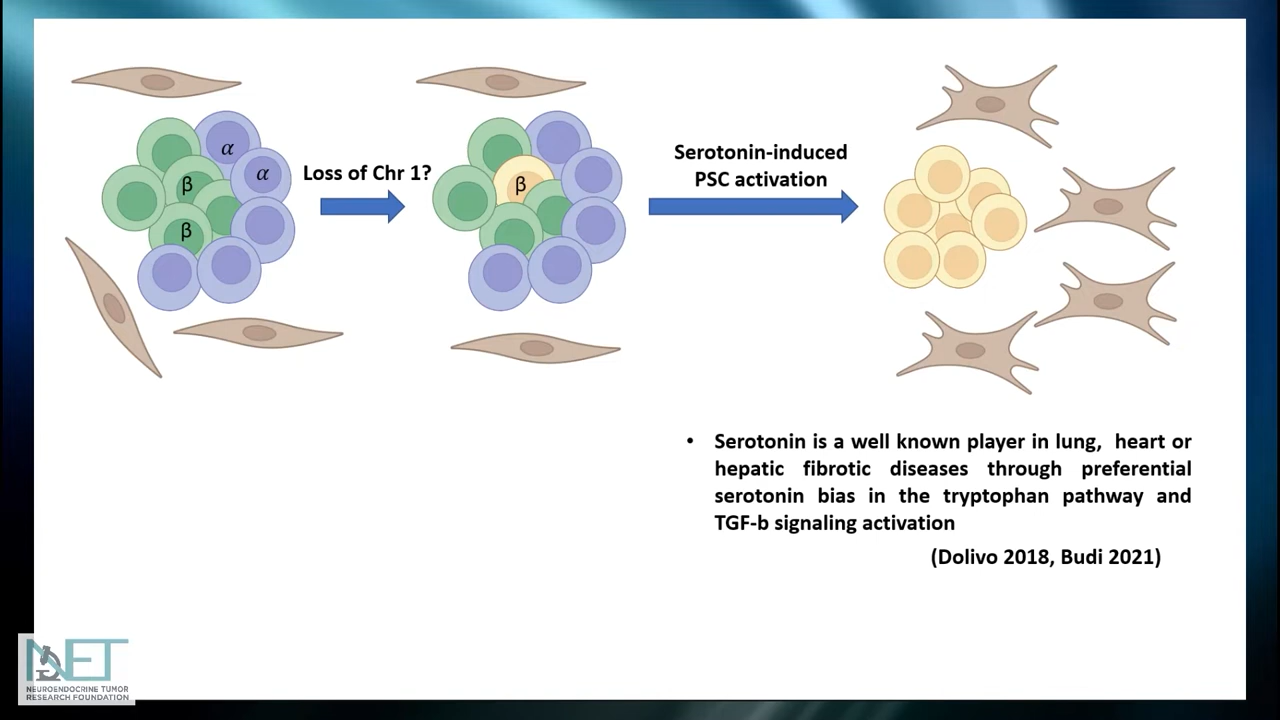 α
α
β
β
Loss of Chr 1?
β
Serotonin-induced
PSC activation
• Serotonin is a well known player in lung, heart or
hepatic fibrotic diseases through preferential
serotonin bias in the tryptophan pathway and
TGF-b signaling activation
(Dolivo 2018, Budi 2021)
NET
NEUROENDOCRINE TUMOR
RESEARCH FOUNDATION